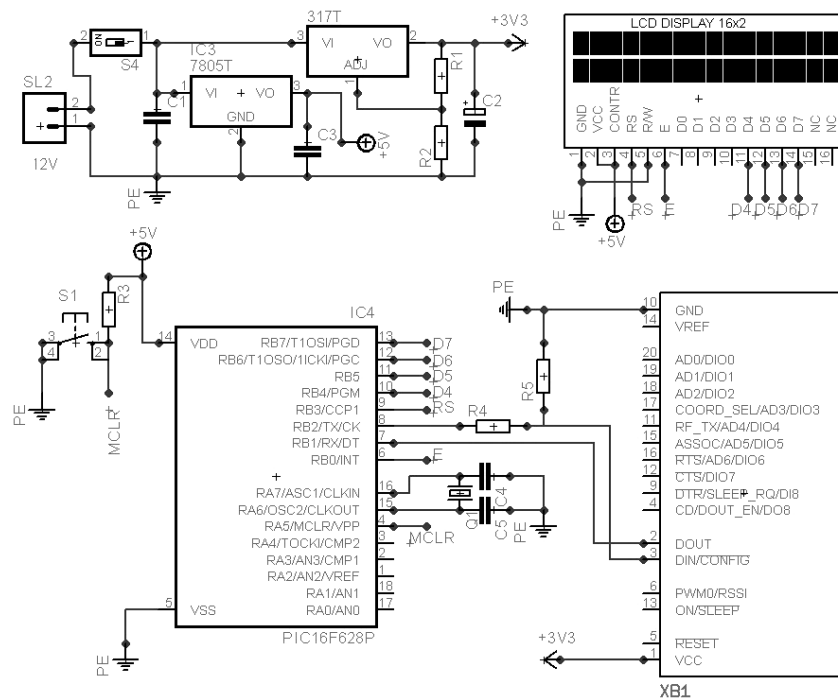 317T
+3V3
3 VI VO 2
ADJ
1
R1
2 ON 1
S4
IC3
7805T
1 VI VO 3
GND
2
SL2
2
1
12V
C1
C3
C2
R2
+5V
PE
LCD DISPLAY 16x2
GND VCC CONTR RS R/W E D0 D1 D2 D3 D4 D5 D6 D7 NC NC
1 2 3 4 5 6 7 8 9 10 11 12 13 14 15 16
RS E D4 D5 D6 D7
PE
+5V
+5V
S1
R3
3 1
4 2
PE
MCLR
IC4
14 VDD
RB7/T1OSI/PGD 13 D7
RB6/T1OSO/1ICKI/PGC 12 D6
RB5 11 D5
RB4/PGM 10 D4
RB3/CCP1 9 RS
RB2/TX/CK 8
RB1/RX/DT 7
RB0/INT 6 E
RA7/ASC1/CLKIN 16
RA6/OSC2/CLKOUT 15
RA5/MCLR/VPP 4 MCLR
RA4/TOCKI/CMP2 3
RA3/AN3/CMP1 2
RA2/AN2/VREF 1
RA1/AN1 18
RA0/AN0 17
5 VSS
PE
PIC16F628P
R4
R5
PE
Q1
C4
C5
PE
10 GND
14 VREF
20 AD0/DIO0
19 AD1/DIO1
18 AD2/DIO2
17 COORD_SEL/AD3/DIO3
11 RF_TX/AD4/DIO4
15 ASSOC/AD5/DIO5
16 RTS/AD6/DIO6
12 CTS/DIO7
9 DTR/SLEEP_RQ/DI8
4 CD/DOUT_EN/DO8
2 DOUT
3 DIN/CONFIG
6 PWM0/RSSI
13 ON/SLEEP
5 RESET
1 VCC
+3V3
XB1